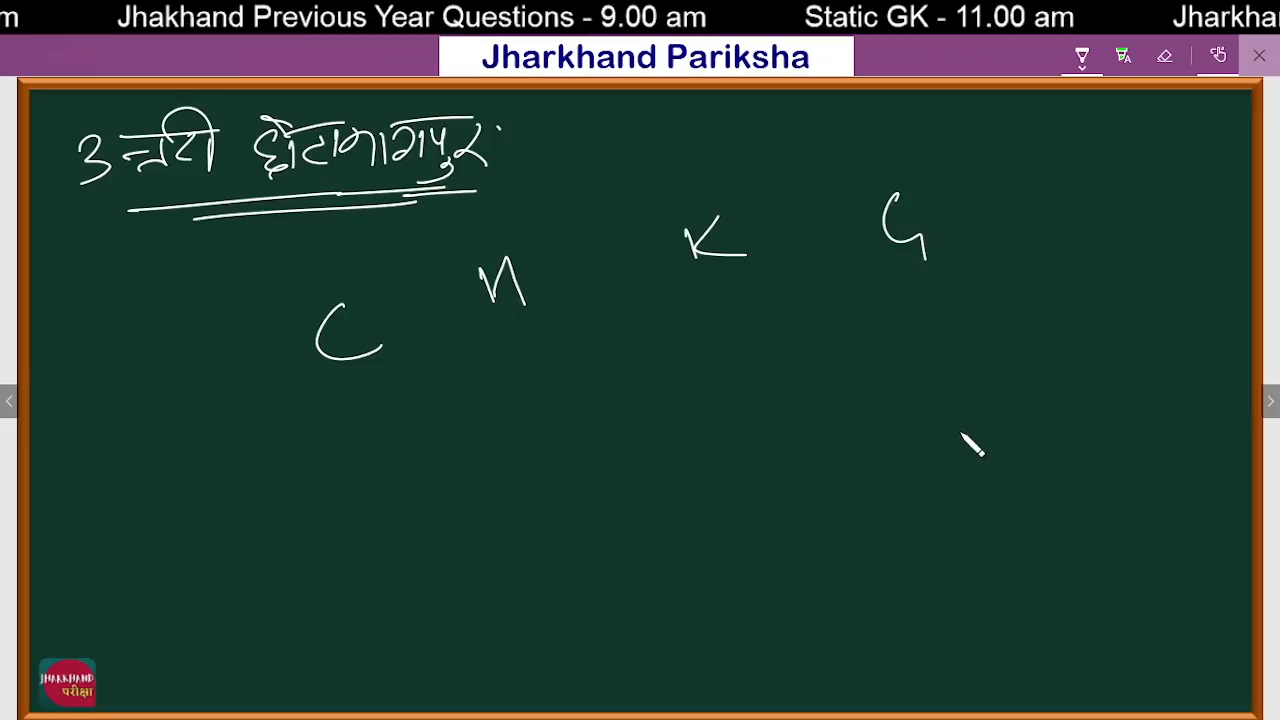 m Jhakhand Previous Year Questions - 9.00 am Static GK - 11.00 am Jharkha
Jharkhand Pariksha
उत्तरी छोटानागपुर
C M K G
JHARKHAND
परीक्षा